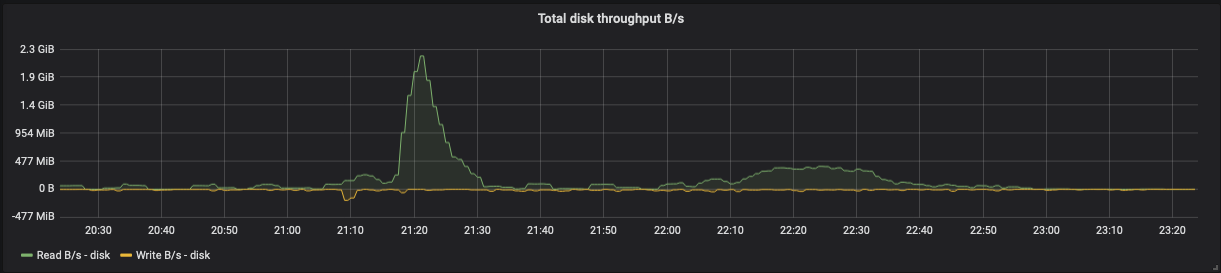 Total disk throughput B/s
2.3 GiB
1.9 GiB
1.4 GiB
954 MiB
477 MiB
0 B
-477 MiB
20:30 20:40 20:50 21:00 21:10 21:20 21:30 21:40 21:50 22:00 22:10 22:20 22:30 22:40 22:50 23:00 23:10 23:20
Read B/s - disk Write B/s - disk